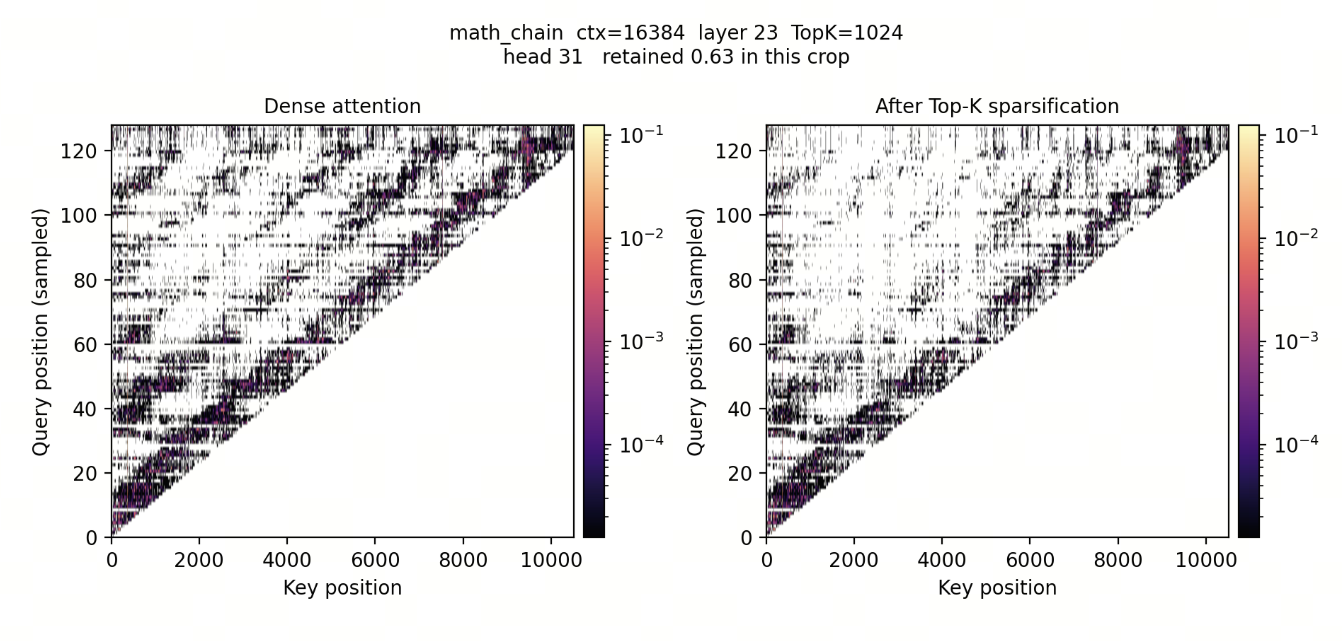 math_chain  ctx=16384  layer 23  TopK=1024
head 31   retained 0.63 in this crop
Dense attention
After Top-K sparsification
Query position (sampled)
120
100
80
60
40
20
0
0 2000 4000 6000 8000 10000
Key position
10⁻¹
10⁻²
10⁻³
10⁻⁴
Query position (sampled)
120
100
80
60
40
20
0
0 2000 4000 6000 8000 10000
Key position
10⁻¹
10⁻²
10⁻³
10⁻⁴